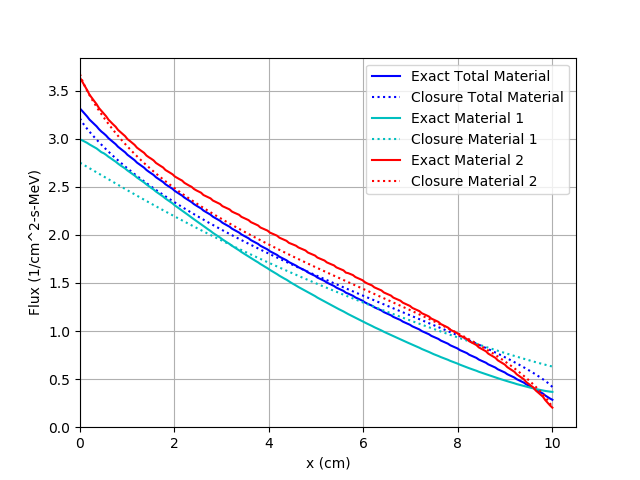 Exact Total Material
Closure Total Material
Exact Material 1
Closure Material 1
Exact Material 2
Closure Material 2
Flux (1/cm^2-s-MeV)
3.5
3.0
2.5
2.0
1.5
1.0
0.5
0.0
0 2 4 6 8 10
x (cm)